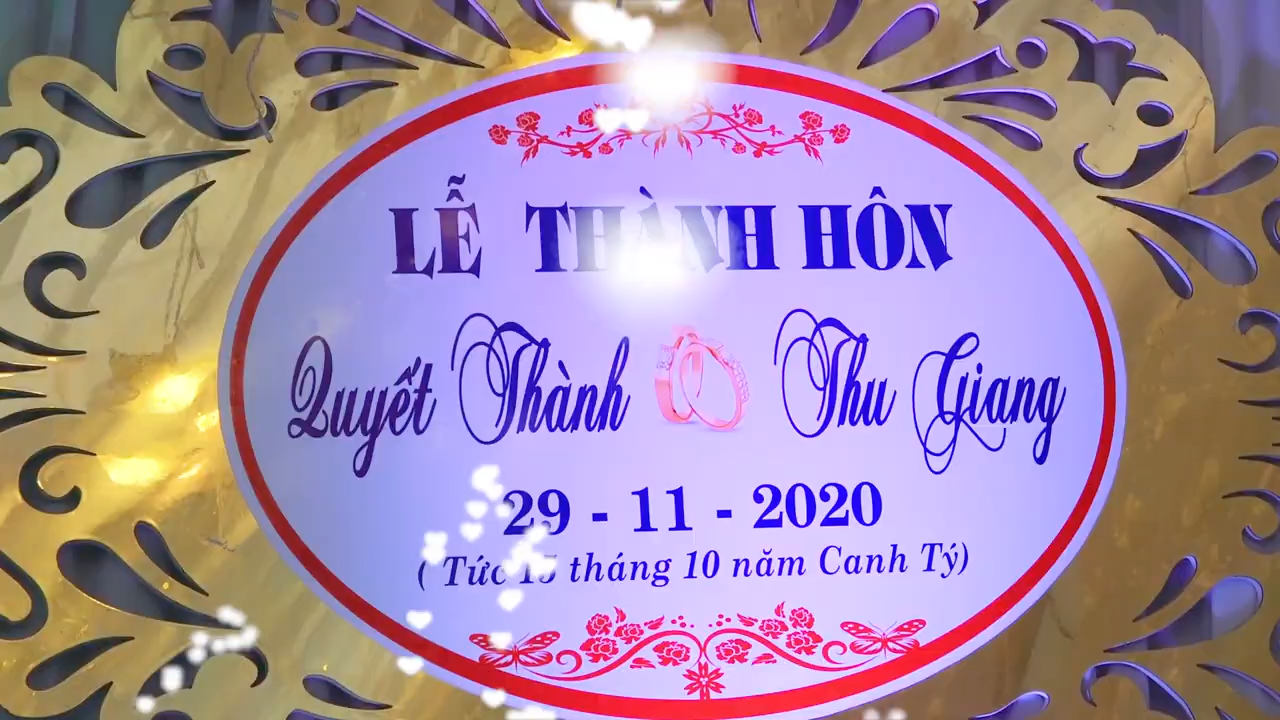 LỄ THÀNH HÔN
Quyết Thành Thu Giang
29 - 11 - 2020
( Tức 15 tháng 10 năm Canh Tý)